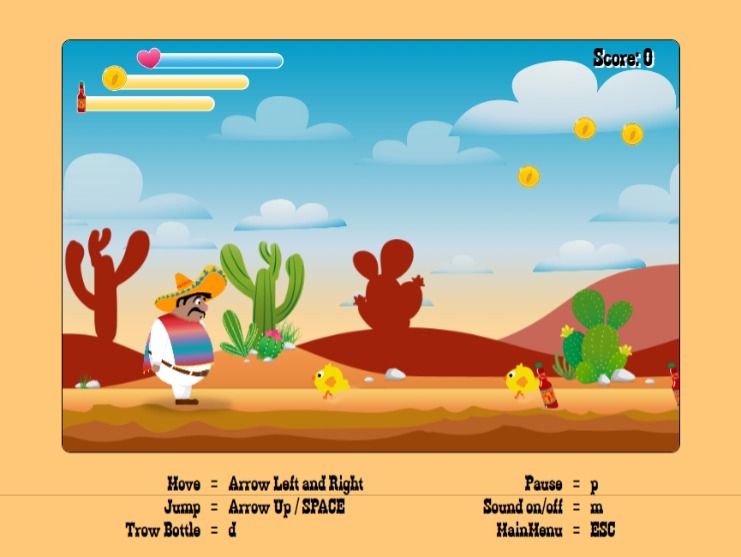 Score: 0
Move = Arrow Left and Right
Jump = Arrow Up / SPACE
Trow Bottle = d
Pause = p
Sound on/off = m
MainMenu = ESC